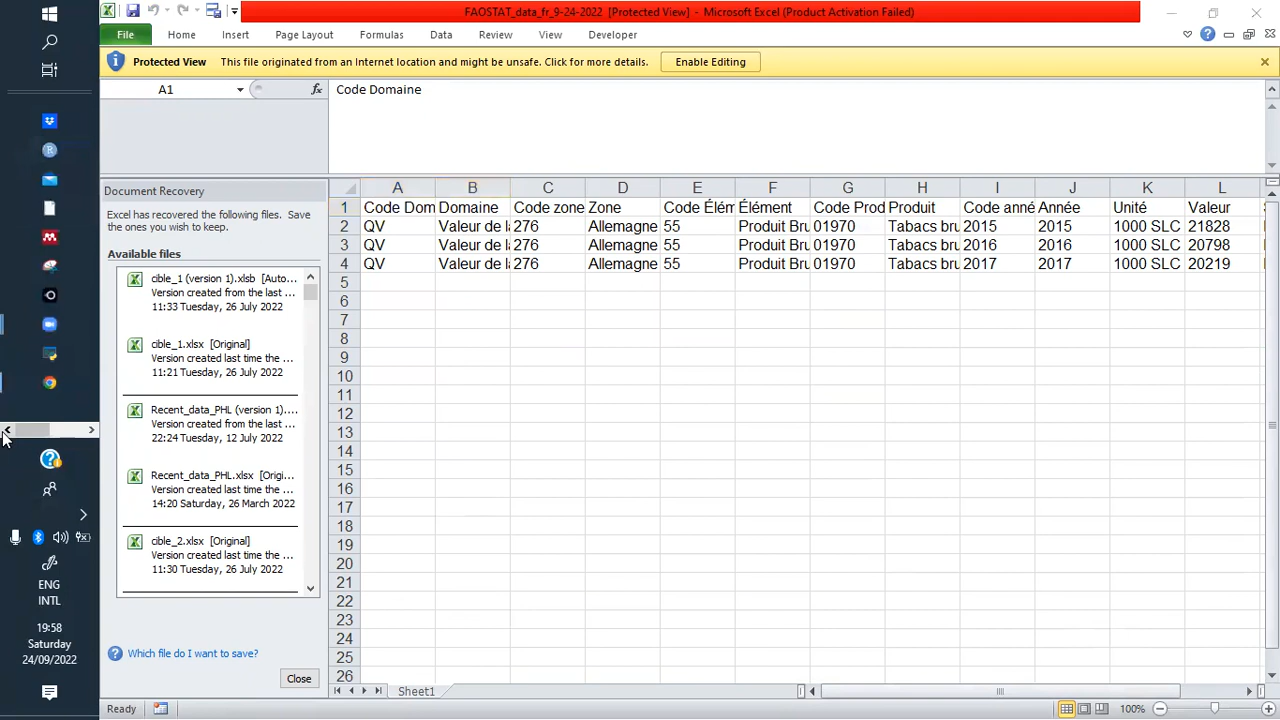 FAOSTAT_data_fr_9-24-2022 [Protected View] - Microsoft Excel (Product Activation Failed)
File Home Insert Page Layout Formulas Data Review View Developer
Protected View This file originated from an Internet location and might be unsafe. Click for more details. Enable Editing
A1 fx Code Domaine
Document Recovery
Excel has recovered the following files. Save
the ones you wish to keep.
Available files
cible_1 (version 1).xlsb [Auto...
Version created from the last ...
11:33 Tuesday, 26 July 2022
cible_1.xlsx [Original]
Version created last time the ...
11:21 Tuesday, 26 July 2022
Recent_data_PHL (version 1)....
Version created from the last ...
22:24 Tuesday, 12 July 2022
Recent_data_PHL.xlsx [Origi...
Version created last time the ...
14:20 Saturday, 26 March 2022
cible_2.xlsx [Original]
Version created last time the ...
11:30 Tuesday, 26 July 2022
Which file do I want to save?
Close
A B C D E F G H I J K L
1 Code Dom Domaine Code zone Zone Code Élém Élément Code Prod Produit Code anné Année Unité Valeur
2 QV Valeur de l 276 Allemagne 55 Produit Bru 01970 Tabacs bru 2015 2015 1000 SLC 21828
3 QV Valeur de l 276 Allemagne 55 Produit Bru 01970 Tabacs bru 2016 2016 1000 SLC 20798
4 QV Valeur de l 276 Allemagne 55 Produit Bru 01970 Tabacs bru 2017 2017 1000 SLC 20219
5
6
7
8
9
10
11
12
13
14
15
16
17
18
19
20
21
22
23
24
25
26
Sheet1
Ready 100%
ENG
INTL
19:58
Saturday
24/09/2022